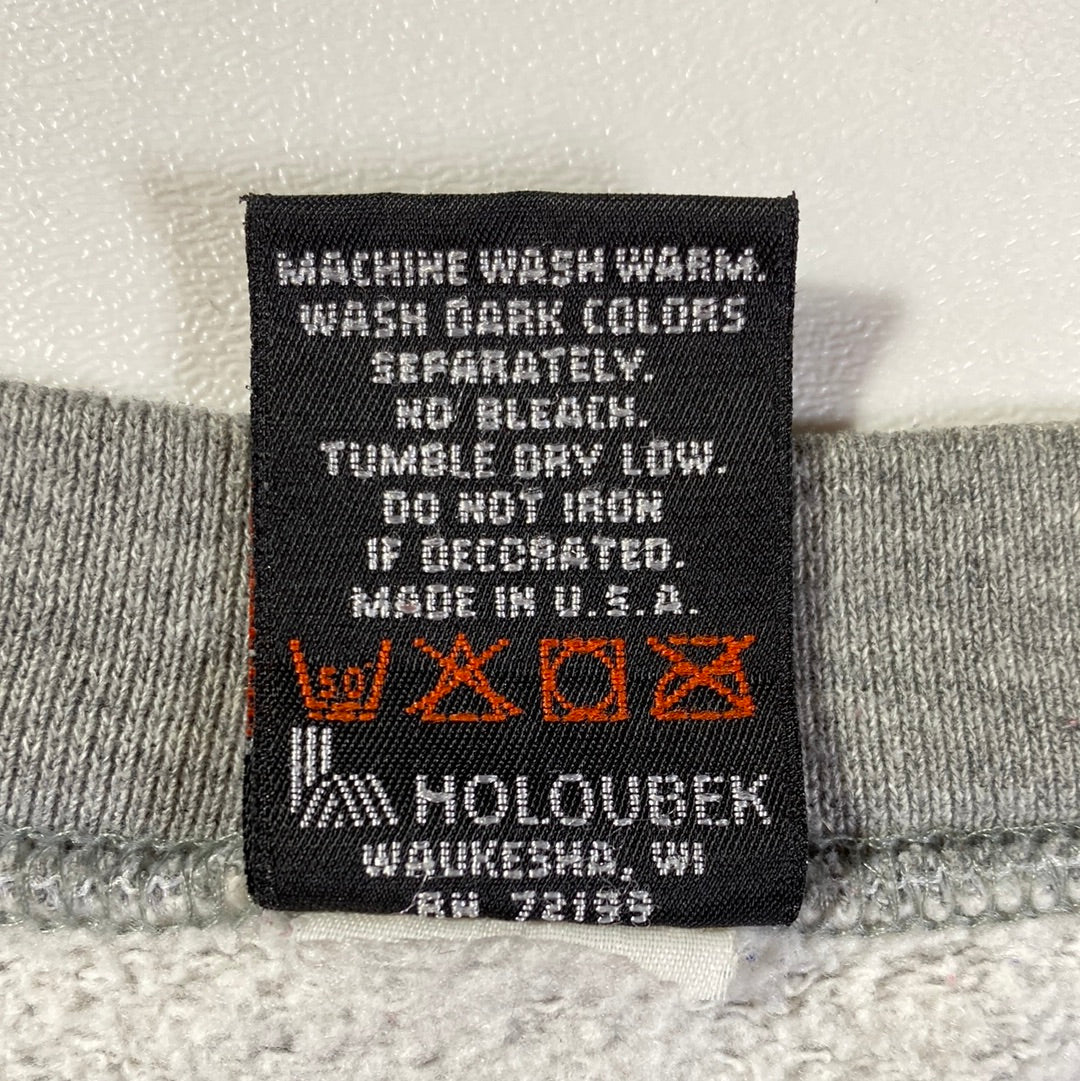 MACHINE WASH WARM.
WASH DARK COLORS
SEPARATELY.
NO BLEACH.
TUMBLE DRY LOW.
DO NOT IRON
IF DECORATED.
MADE IN U.S.A.
50°
HOLOUBEK
WAUKESHA, WI
RN 72133